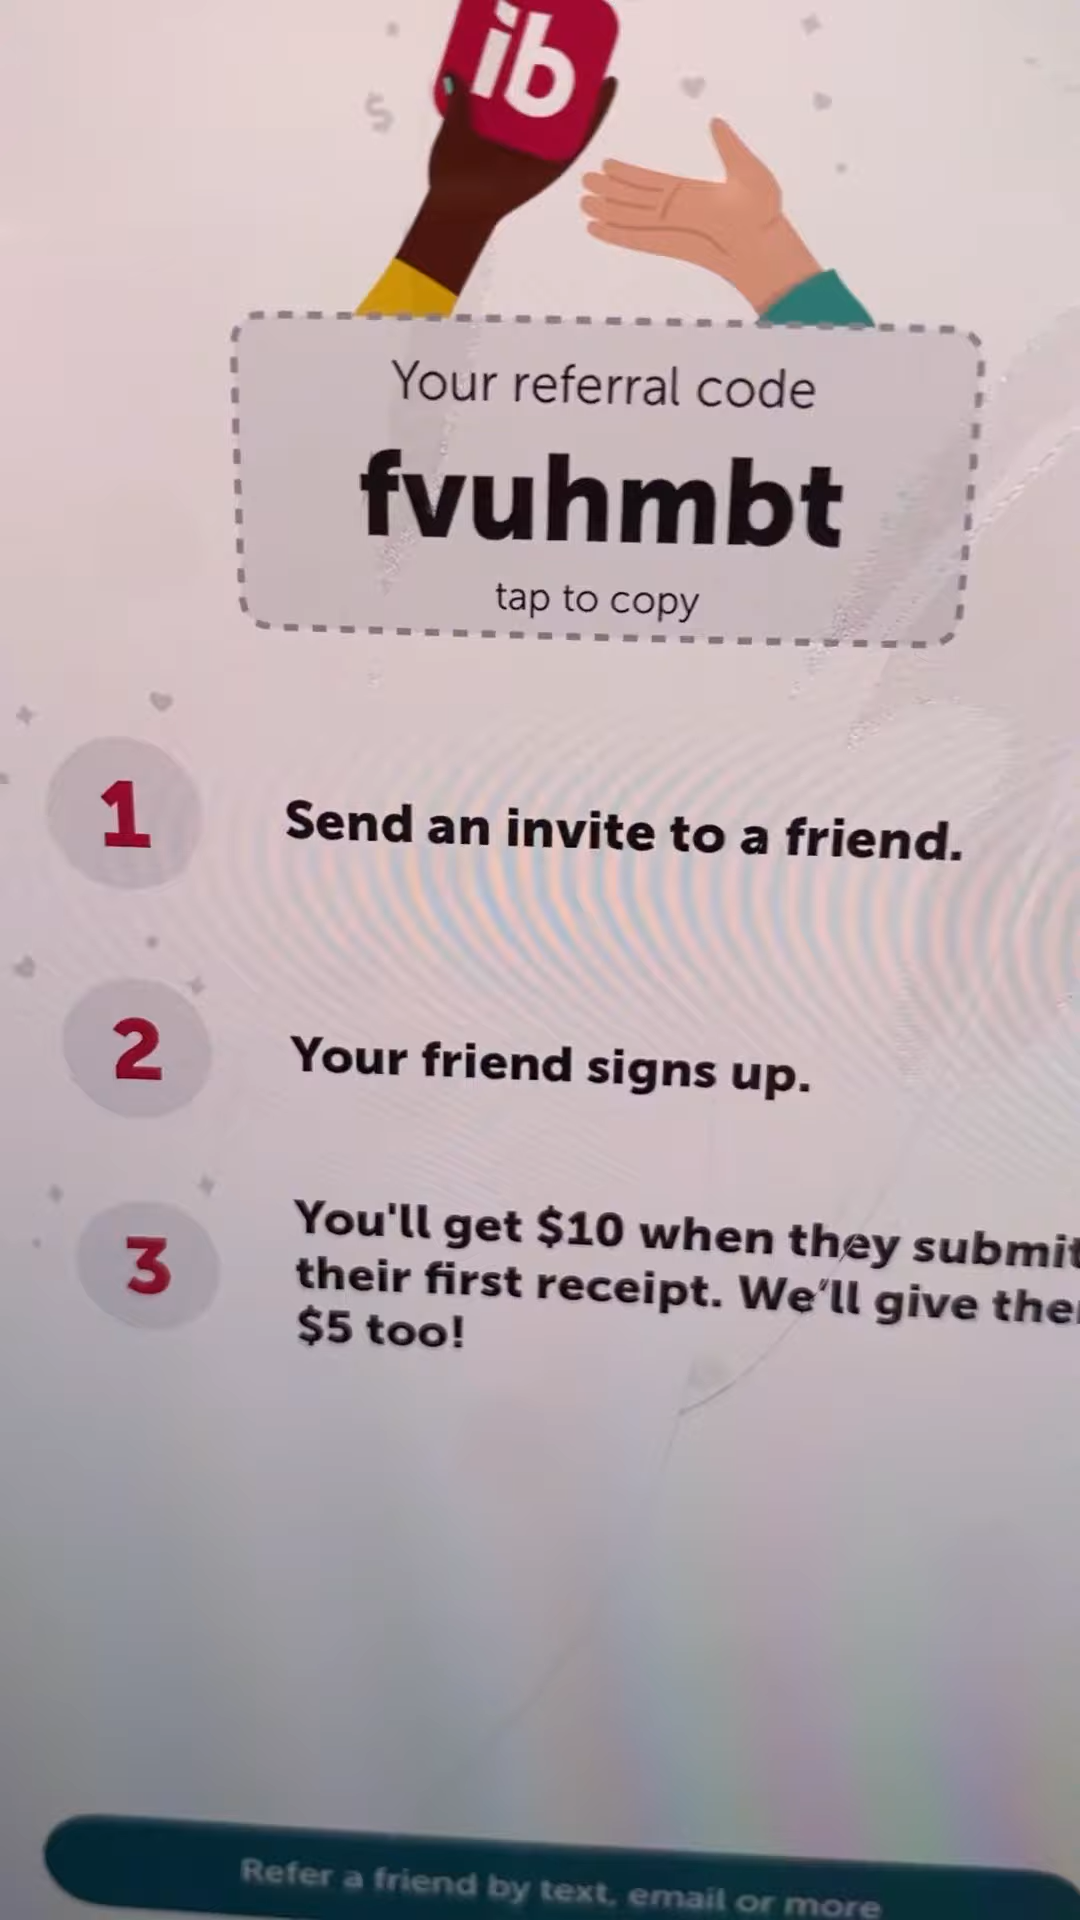 ib
$
Your referral code
fvuhmbt
tap to copy
1
Send an invite to a friend.
2
Your friend signs up.
3
You'll get $10 when they submit
their first receipt. We'll give
$5 too!
Refer a friend by text, email or more